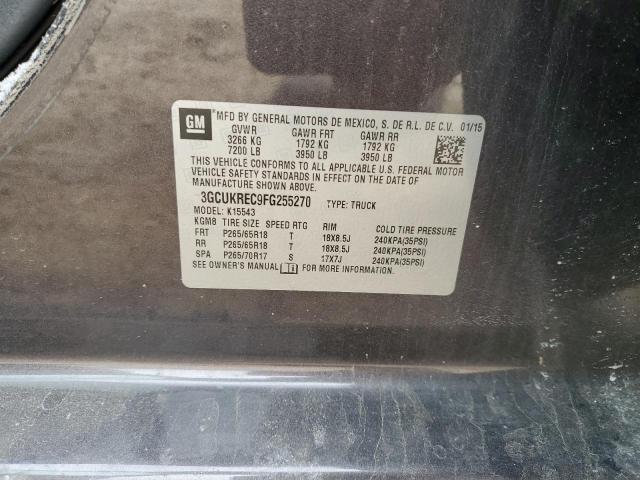 GM
MFD BY GENERAL MOTORS DE MEXICO, S. DE R.L. DE C.V. 01/15
GVWR GAWR FRT GAWR RR
3266 KG 1792 KG 1792 KG
7200 LB 3950 LB 3950 LB
THIS VEHICLE CONFORMS TO ALL APPLICABLE U.S. FEDERAL MOTOR
VEHICLE SAFETY STANDARDS IN EFFECT ON THE DATE OF
MANUFACTURE SHOWN ABOVE.
3GCUKREC9FG255270 TYPE: TRUCK
MODEL: K15543
KGM8 TIRE SIZE SPEED RTG RIM COLD TIRE PRESSURE
FRT P265/65R18 T 18X8.5J 240KPA(35PSI)
RR P265/65R18 T 18X8.5J 240KPA(35PSI)
SPA P265/70R17 S 17X7J 240KPA(35PSI)
SEE OWNER'S MANUAL FOR MORE INFORMATION.